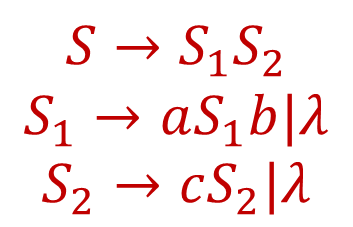 S → S₁S₂
S₁ → aS₁b|λ
S₂ → cS₂|λ